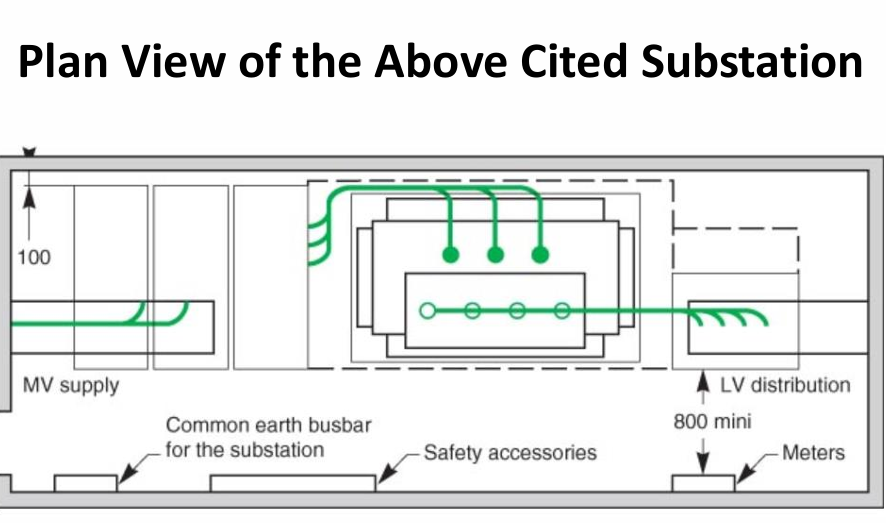 Plan View of the Above Cited Substation
100
MV supply
LV distribution
800 mini
Common earth busbar
for the substation
Safety accessories
Meters